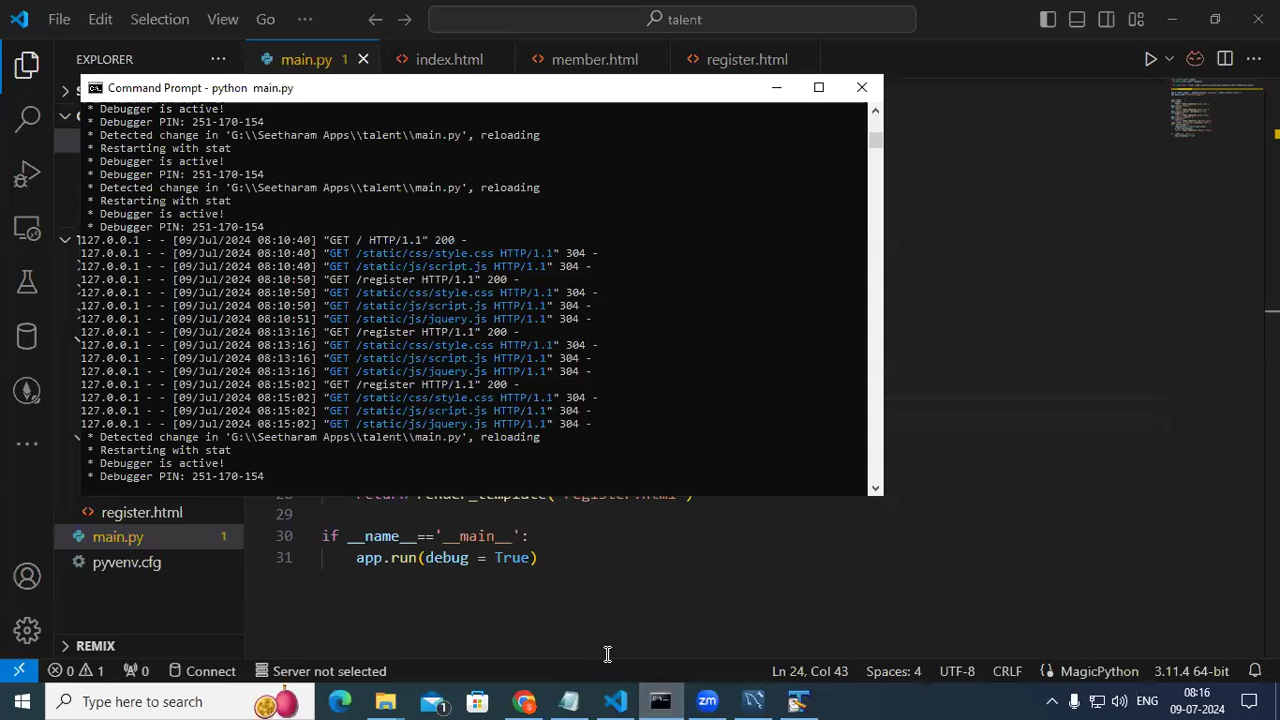 File Edit Selection View Go talent
EXPLORER main.py 1 index.html member.html register.html
Command Prompt - python  main.py
* Debugger is active!
* Debugger PIN: 251-170-154
* Detected change in 'G:\\Seetharam Apps\\talent\\main.py', reloading
* Restarting with stat
* Debugger is active!
* Debugger PIN: 251-170-154
* Detected change in 'G:\\Seetharam Apps\\talent\\main.py', reloading
* Restarting with stat
* Debugger is active!
* Debugger PIN: 251-170-154
127.0.0.1 - - [09/Jul/2024 08:10:40] "GET / HTTP/1.1" 200 -
127.0.0.1 - - [09/Jul/2024 08:10:40] "GET /static/css/style.css HTTP/1.1" 304 -
127.0.0.1 - - [09/Jul/2024 08:10:40] "GET /static/js/script.js HTTP/1.1" 304 -
127.0.0.1 - - [09/Jul/2024 08:10:50] "GET /register HTTP/1.1" 200 -
127.0.0.1 - - [09/Jul/2024 08:10:50] "GET /static/css/style.css HTTP/1.1" 304 -
127.0.0.1 - - [09/Jul/2024 08:10:50] "GET /static/js/script.js HTTP/1.1" 304 -
127.0.0.1 - - [09/Jul/2024 08:10:51] "GET /static/js/jquery.js HTTP/1.1" 304 -
127.0.0.1 - - [09/Jul/2024 08:13:16] "GET /register HTTP/1.1" 200 -
127.0.0.1 - - [09/Jul/2024 08:13:16] "GET /static/css/style.css HTTP/1.1" 304 -
127.0.0.1 - - [09/Jul/2024 08:13:16] "GET /static/js/script.js HTTP/1.1" 304 -
127.0.0.1 - - [09/Jul/2024 08:13:16] "GET /static/js/jquery.js HTTP/1.1" 304 -
127.0.0.1 - - [09/Jul/2024 08:15:02] "GET /register HTTP/1.1" 200 -
127.0.0.1 - - [09/Jul/2024 08:15:02] "GET /static/css/style.css HTTP/1.1" 304 -
127.0.0.1 - - [09/Jul/2024 08:15:02] "GET /static/js/script.js HTTP/1.1" 304 -
127.0.0.1 - - [09/Jul/2024 08:15:02] "GET /static/js/jquery.js HTTP/1.1" 304 -
* Detected change in 'G:\\Seetharam Apps\\talent\\main.py', reloading
* Restarting with stat
* Debugger is active!
* Debugger PIN: 251-170-154
register.html 29
main.py 1 30 if __name__=='__main__':
31 app.run(debug = True)
pyvenv.cfg
REMIX
0 1 0 Connect Server not selected Ln 24, Col 43 Spaces: 4 UTF-8 CRLF MagicPython 3.11.4 64-bit
Type here to search ENG 08:16
09-07-2024